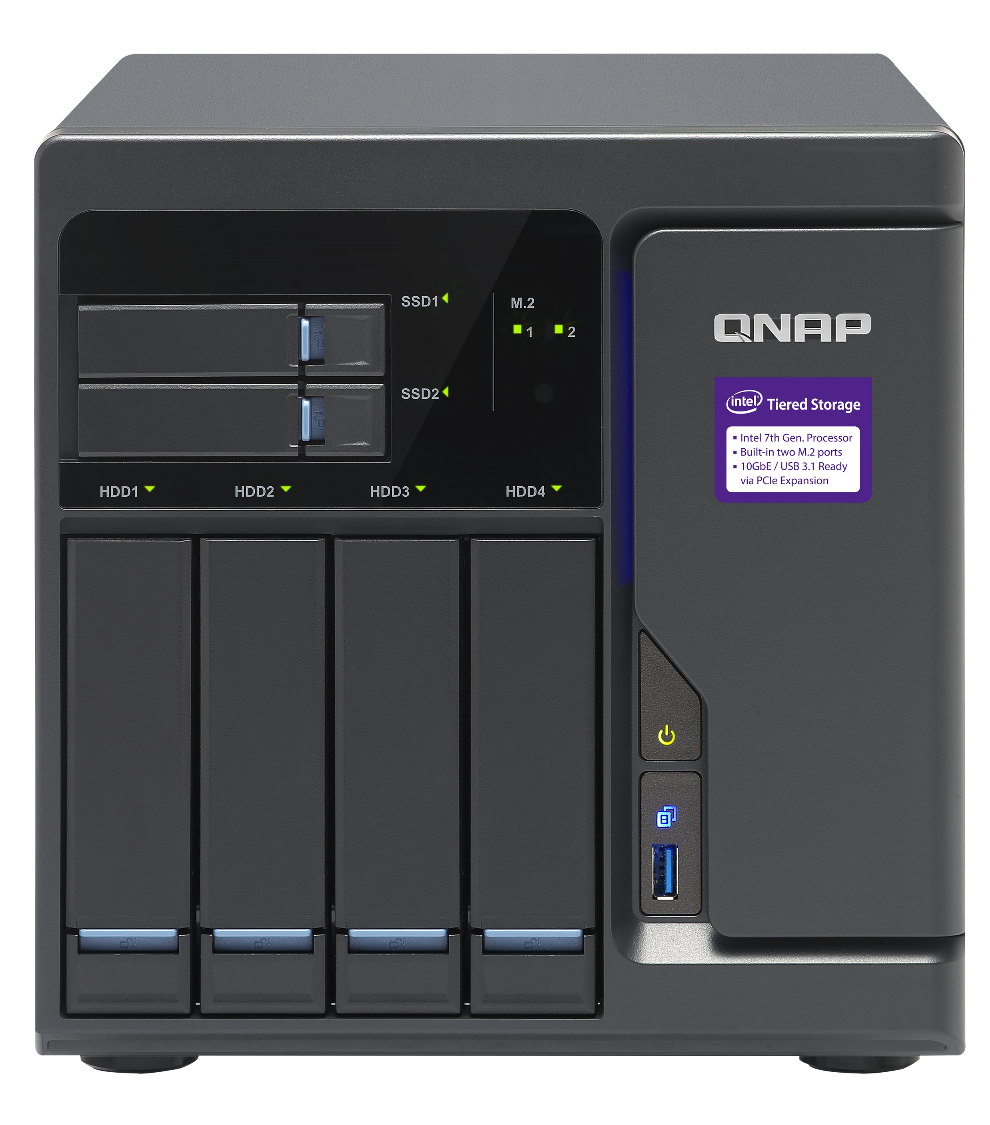 SSD1
M.2
1 2
SSD2
HDD1 HDD2 HDD3 HDD4
QNAP
intel Tiered Storage
▪ Intel 7th Gen. Processor
▪ Built-in two M.2 ports
▪ 10GbE / USB 3.1 Ready
via PCIe Expansion